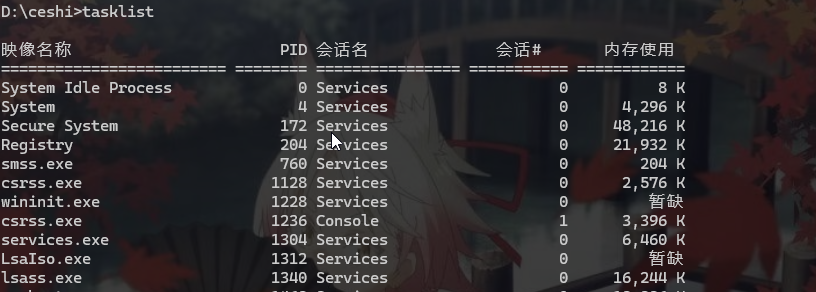 D:\ceshi>tasklist
映像名称                       PID 会话名              会话#       内存使用
========================= ======== ================ =========== ============
System Idle Process              0 Services                   0          8 K
System                           4 Services                   0      4,296 K
Secure System                  172 Services                   0     48,216 K
Registry                       204 Services                   0     21,932 K
smss.exe                       760 Services                   0        204 K
csrss.exe                     1128 Services                   0      2,576 K
wininit.exe                   1228 Services                   0         暂缺
csrss.exe                     1236 Console                    1      3,396 K
services.exe                  1304 Services                   0      6,460 K
LsaIso.exe                    1312 Services                   0         暂缺
lsass.exe                     1340 Services                   0     16,244 K